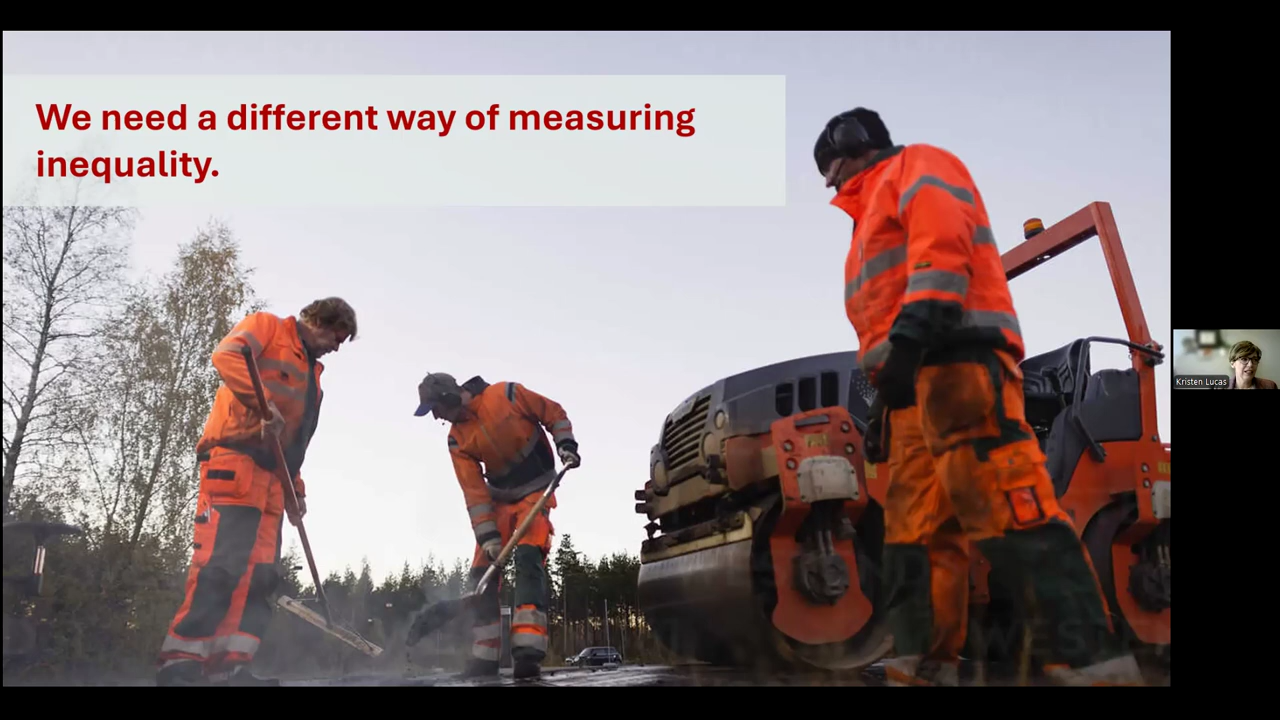 We need a different way of measuring
inequality.
Kristen Lucas